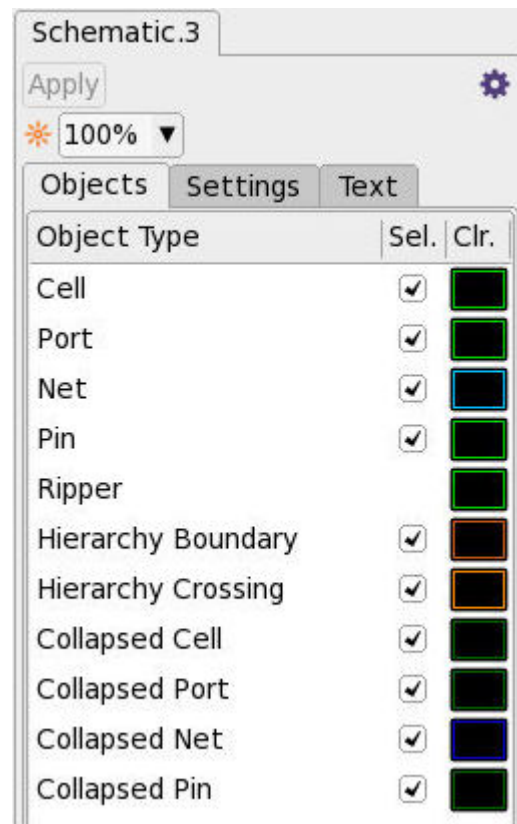 Schematic.3
Apply
100%
Objects Settings Text
Object Type Sel. Clr.
Cell
Port
Net
Pin
Ripper
Hierarchy Boundary
Hierarchy Crossing
Collapsed Cell
Collapsed Port
Collapsed Net
Collapsed Pin